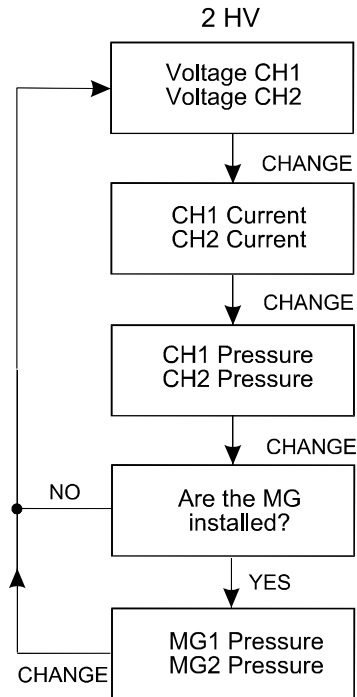 2 HV
Voltage CH1
Voltage CH2
CHANGE
CH1 Current
CH2 Current
CHANGE
CH1 Pressure
CH2 Pressure
CHANGE
NO
Are the MG
installed?
YES
MG1 Pressure
MG2 Pressure
CHANGE